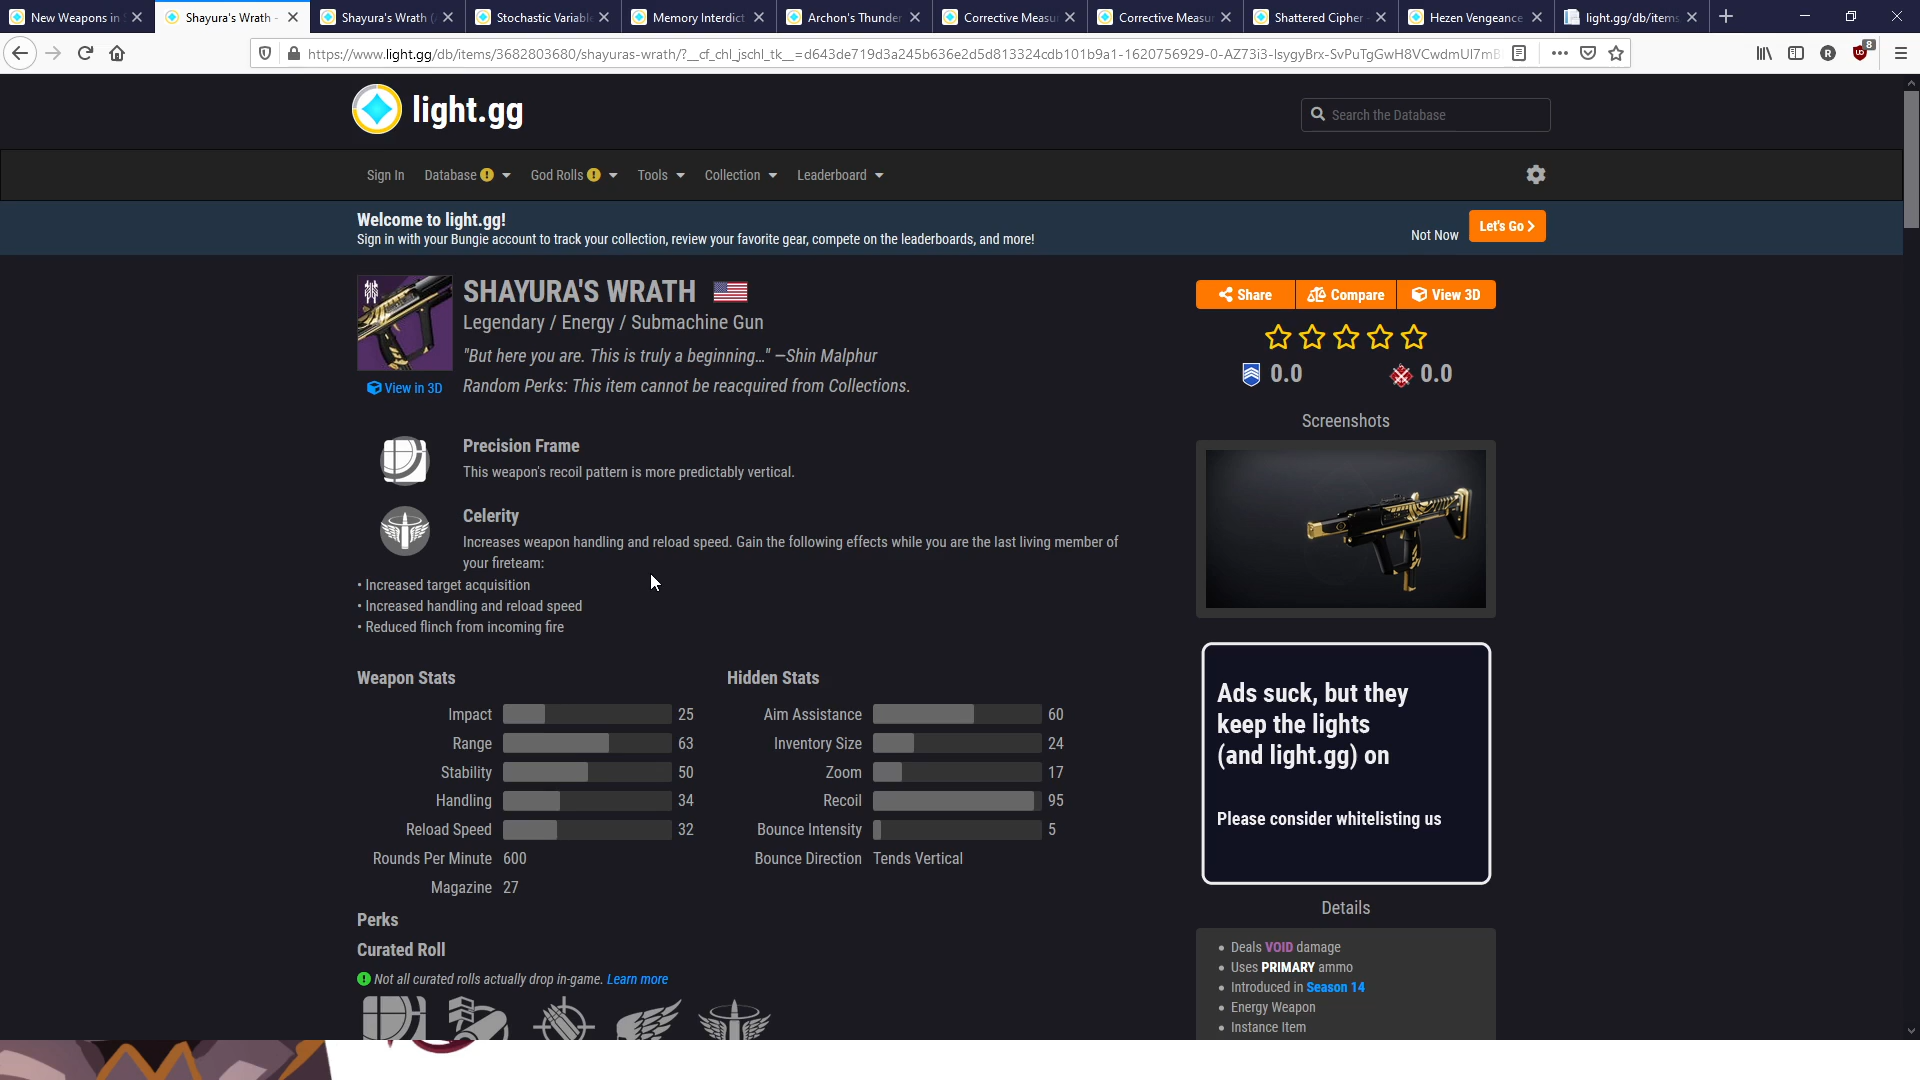 New Weapons in
Shayura's Wrath -
Shayura's Wrath (
Stochastic Variabl
Memory Interdict
Archon's Thunder
Corrective Measu
Corrective Measu
Shattered Cipher -
Hezen Vengeance
light.gg/db/items
https://www.light.gg/db/items/3682803680/shayuras-wrath/?__cf_chl_jschl_tk__=d643de719d3a245b636e2d5d813324cdb101b9a1-1620756929-0-AZ73i3-IsygyBrx-SvPuTgGwH8VCwdmUI7mB
R
8
light.gg
Search the Database
Sign In Database God Rolls Tools Collection Leaderboard
Welcome to light.gg!
Sign in with your Bungie account to track your collection, review your favorite gear, compete on the leaderboards, and more!
Not Now Let's Go
SHAYURA'S WRATH
Legendary / Energy / Submachine Gun
"But here you are. This is truly a beginning…" —Shin Malphur
View in 3D
Random Perks: This item cannot be reacquired from Collections.
Precision Frame
This weapon's recoil pattern is more predictably vertical.
Celerity
Increases weapon handling and reload speed. Gain the following effects while you are the last living member of
your fireteam:
• Increased target acquisition
• Increased handling and reload speed
• Reduced flinch from incoming fire
Weapon Stats
Impact 25
Range 63
Stability 50
Handling 34
Reload Speed 32
Rounds Per Minute 600
Magazine 27
Hidden Stats
Aim Assistance 60
Inventory Size 24
Zoom 17
Recoil 95
Bounce Intensity 5
Bounce Direction Tends Vertical
Perks
Curated Roll
Not all curated rolls actually drop in-game. Learn more
Share Compare View 3D
0.0 0.0
Screenshots
Ads suck, but they
keep the lights
(and light.gg) on
Please consider whitelisting us
Details
• Deals VOID damage
• Uses PRIMARY ammo
• Introduced in Season 14
• Energy Weapon
• Instance Item